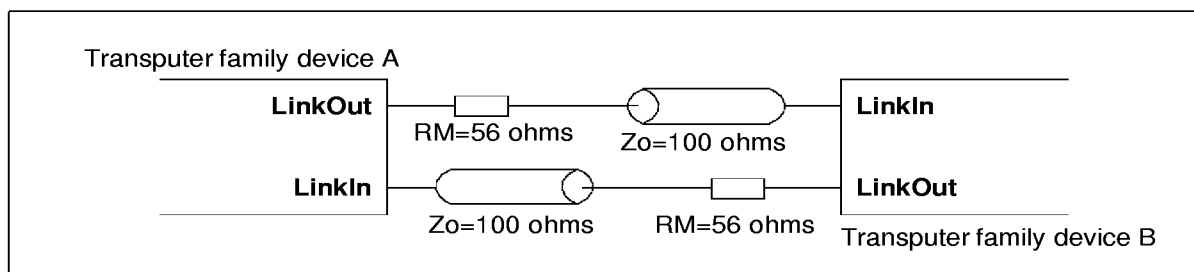 Transputer family device A
LinkOut
RM=56 ohms
Zo=100 ohms
LinkIn
LinkIn
Zo=100 ohms
RM=56 ohms
LinkOut
Transputer family device B